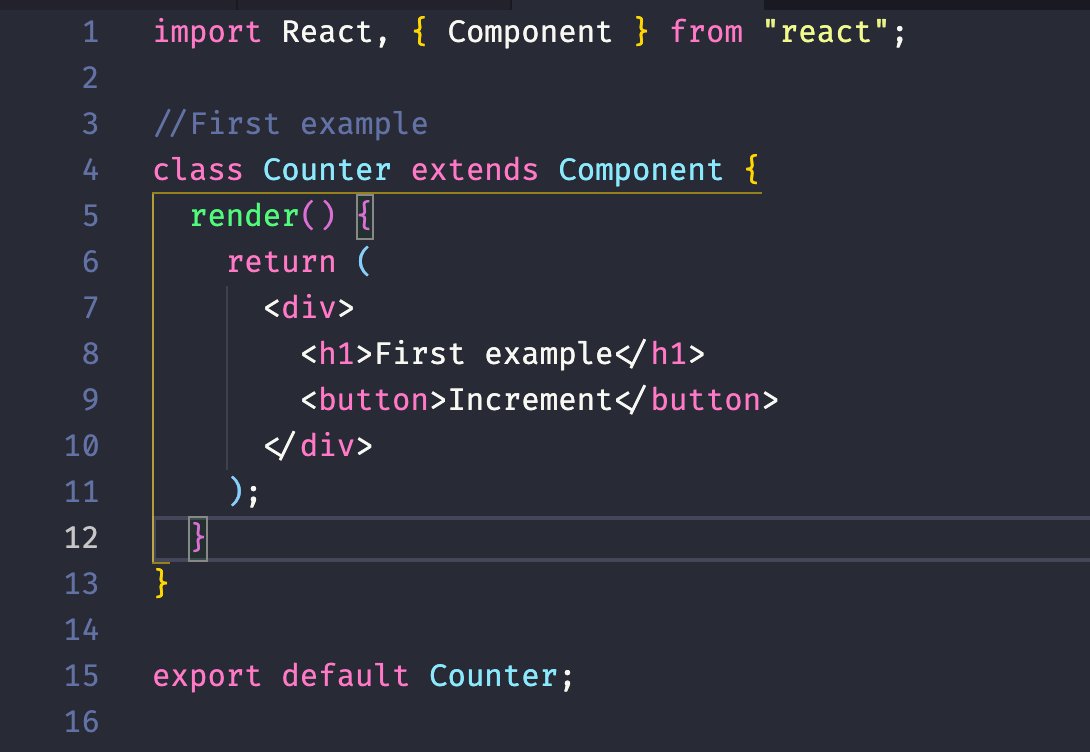 1 import React, { Component } from "react";
2
3 //First example
4 class Counter extends Component {
5   render() {
6     return (
7       <div>
8         <h1>First example</h1>
9         <button>Increment</button>
10       </div>
11     );
12   }
13 }
14
15 export default Counter;
16